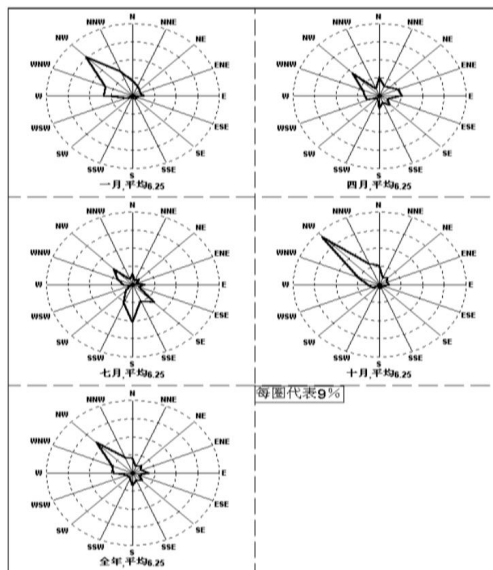 N
NNW NNE
NW NE
WNW ENE
W E
WSW ESE
SW SE
SSW SSE
S
一月,平均6.25
N
NNW NNE
NW NE
WNW ENE
W E
WSW ESE
SW SE
SSW SSE
S
四月,平均6.25
N
NNW NNE
NW NE
WNW ENE
W E
WSW ESE
SW SE
SSW SSE
S
七月,平均6.25
N
NNW NNE
NW NE
WNW ENE
W E
WSW ESE
SW SE
SSW SSE
S
十月,平均6.25
每圈代表9%
N
NNW NNE
NW NE
WNW ENE
W E
WSW ESE
SW SE
SSW SSE
S
全年,平均6.25